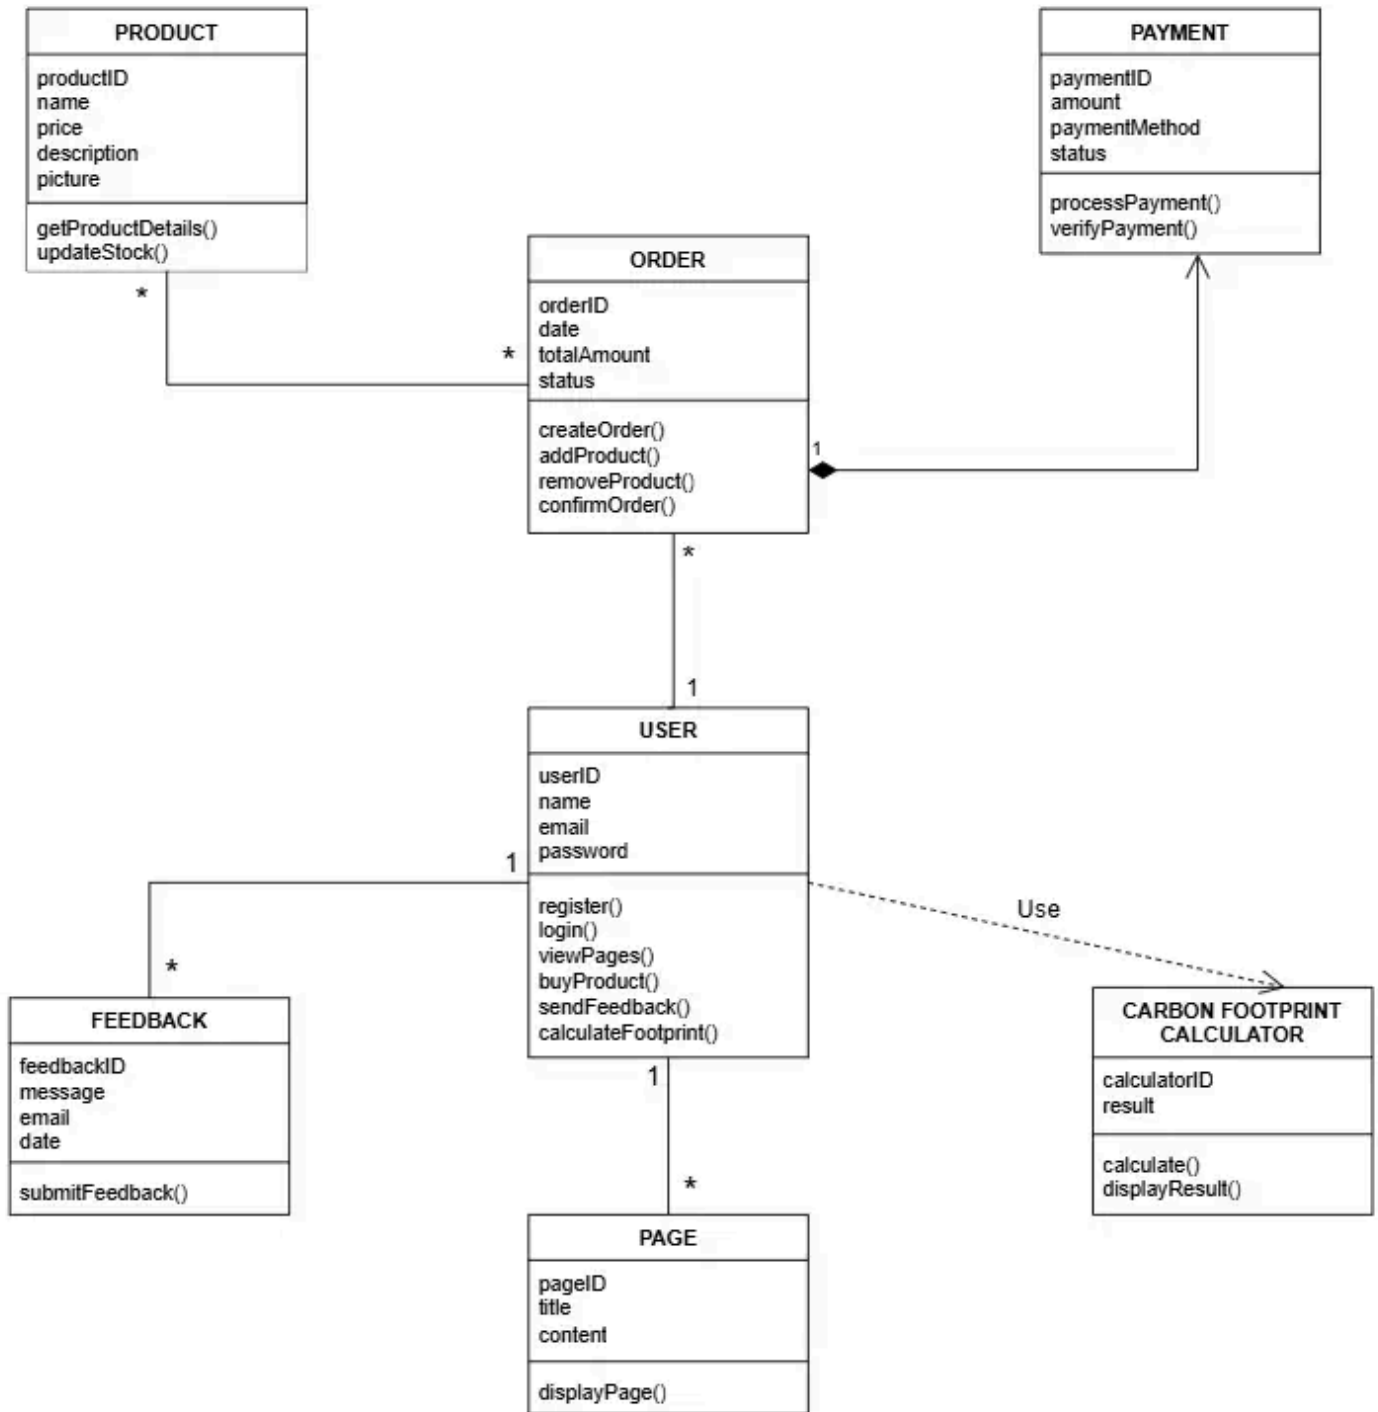 PRODUCT
productID
name
price
description
picture
getProductDetails()
updateStock()
*
*
PAYMENT
paymentID
amount
paymentMethod
status
processPayment()
verifyPayment()
ORDER
orderID
date
totalAmount
status
createOrder()
addProduct()
removeProduct()
confirmOrder()
1
*
1
USER
userID
name
email
password
register()
login()
viewPages()
buyProduct()
sendFeedback()
calculateFootprint()
1
*
Use
FEEDBACK
feedbackID
message
email
date
submitFeedback()
CARBON FOOTPRINT
CALCULATOR
calculatorID
result
calculate()
displayResult()
1
*
PAGE
pageID
title
content
displayPage()